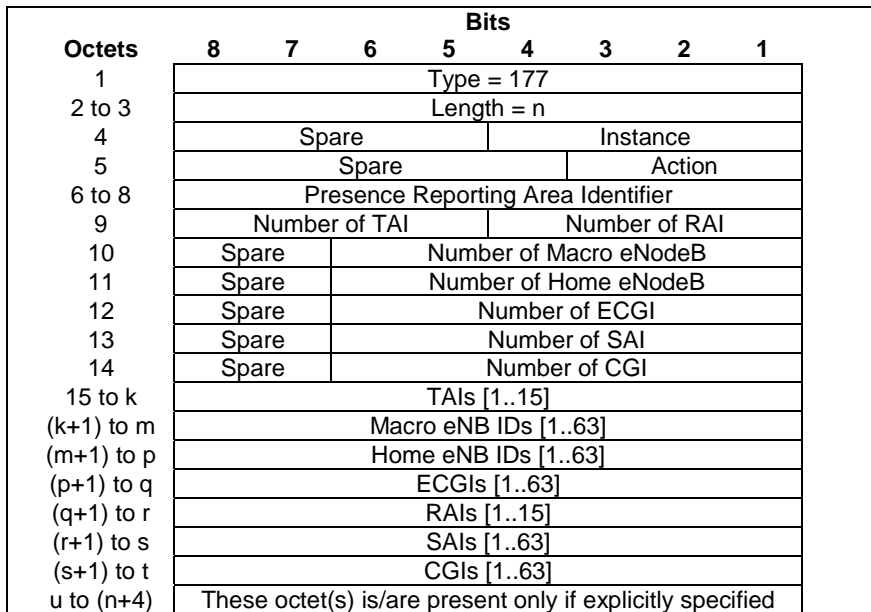 Bits
Octets 8 7 6 5 4 3 2 1
1 Type = 177
2 to 3 Length = n
4 Spare Instance
5 Spare Action
6 to 8 Presence Reporting Area Identifier
9 Number of TAI Number of RAI
10 Spare Number of Macro eNodeB
11 Spare Number of Home eNodeB
12 Spare Number of ECGI
13 Spare Number of SAI
14 Spare Number of CGI
15 to k TAIs [1..15]
(k+1) to m Macro eNB IDs [1..63]
(m+1) to p Home eNB IDs [1..63]
(p+1) to q ECGIs [1..63]
(q+1) to r RAIs [1..15]
(r+1) to s SAIs [1..63]
(s+1) to t CGIs [1..63]
u to (n+4) These octet(s) is/are present only if explicitly specified